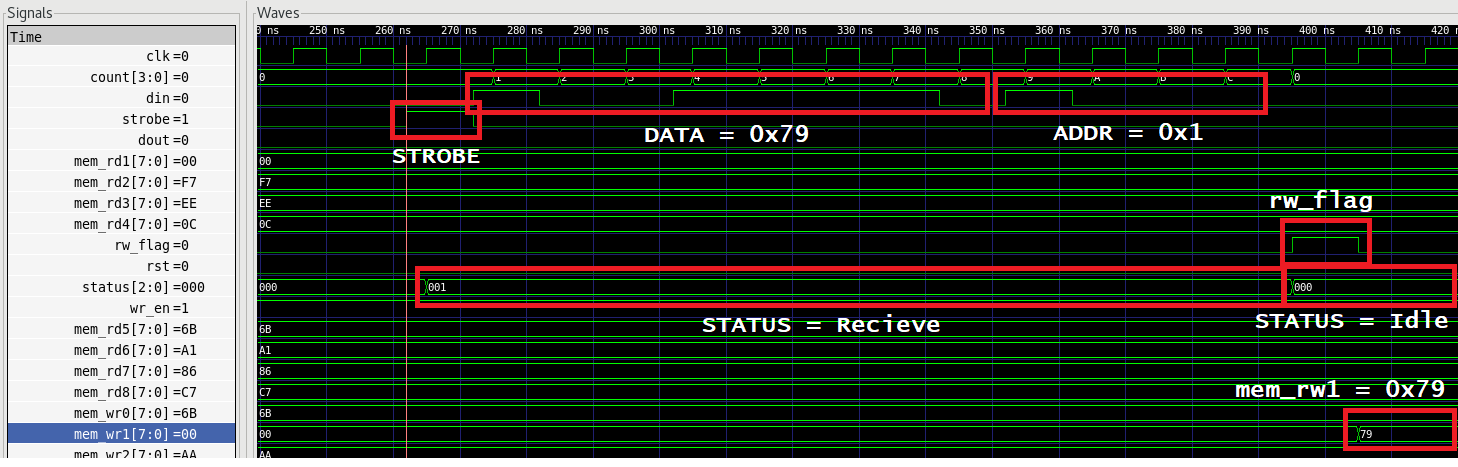 Signals Waves
Time 0 ns 250 ns 260 ns 270 ns 280 ns 290 ns 300 ns 310 ns 320 ns 330 ns 340 ns 350 ns 360 ns 370 ns 380 ns 390 ns 400 ns 410 ns 420
clk=0
count[3:0]=0 0 1 2 3 4 5 6 7 8 9 A B C 0
din=0
strobe=1 DATA = 0x79 ADDR = 0x1
dout=0 STROBE
mem_rd1[7:0]=00 00
mem_rd2[7:0]=F7 F7
mem_rd3[7:0]=EE EE rw_flag
mem_rd4[7:0]=0C 0C
rw_flag=0
rst=0
status[2:0]=000 000 001 000
wr_en=1 STATUS = Recieve STATUS = Idle
mem_rd5[7:0]=6B 6B
mem_rd6[7:0]=A1 A1
mem_rd7[7:0]=86 86
mem_rd8[7:0]=C7 C7 mem_rw1 = 0x79
mem_wr0[7:0]=6B 6B
mem_wr1[7:0]=00 00 79
mem_wr2[7:0]=AA AA